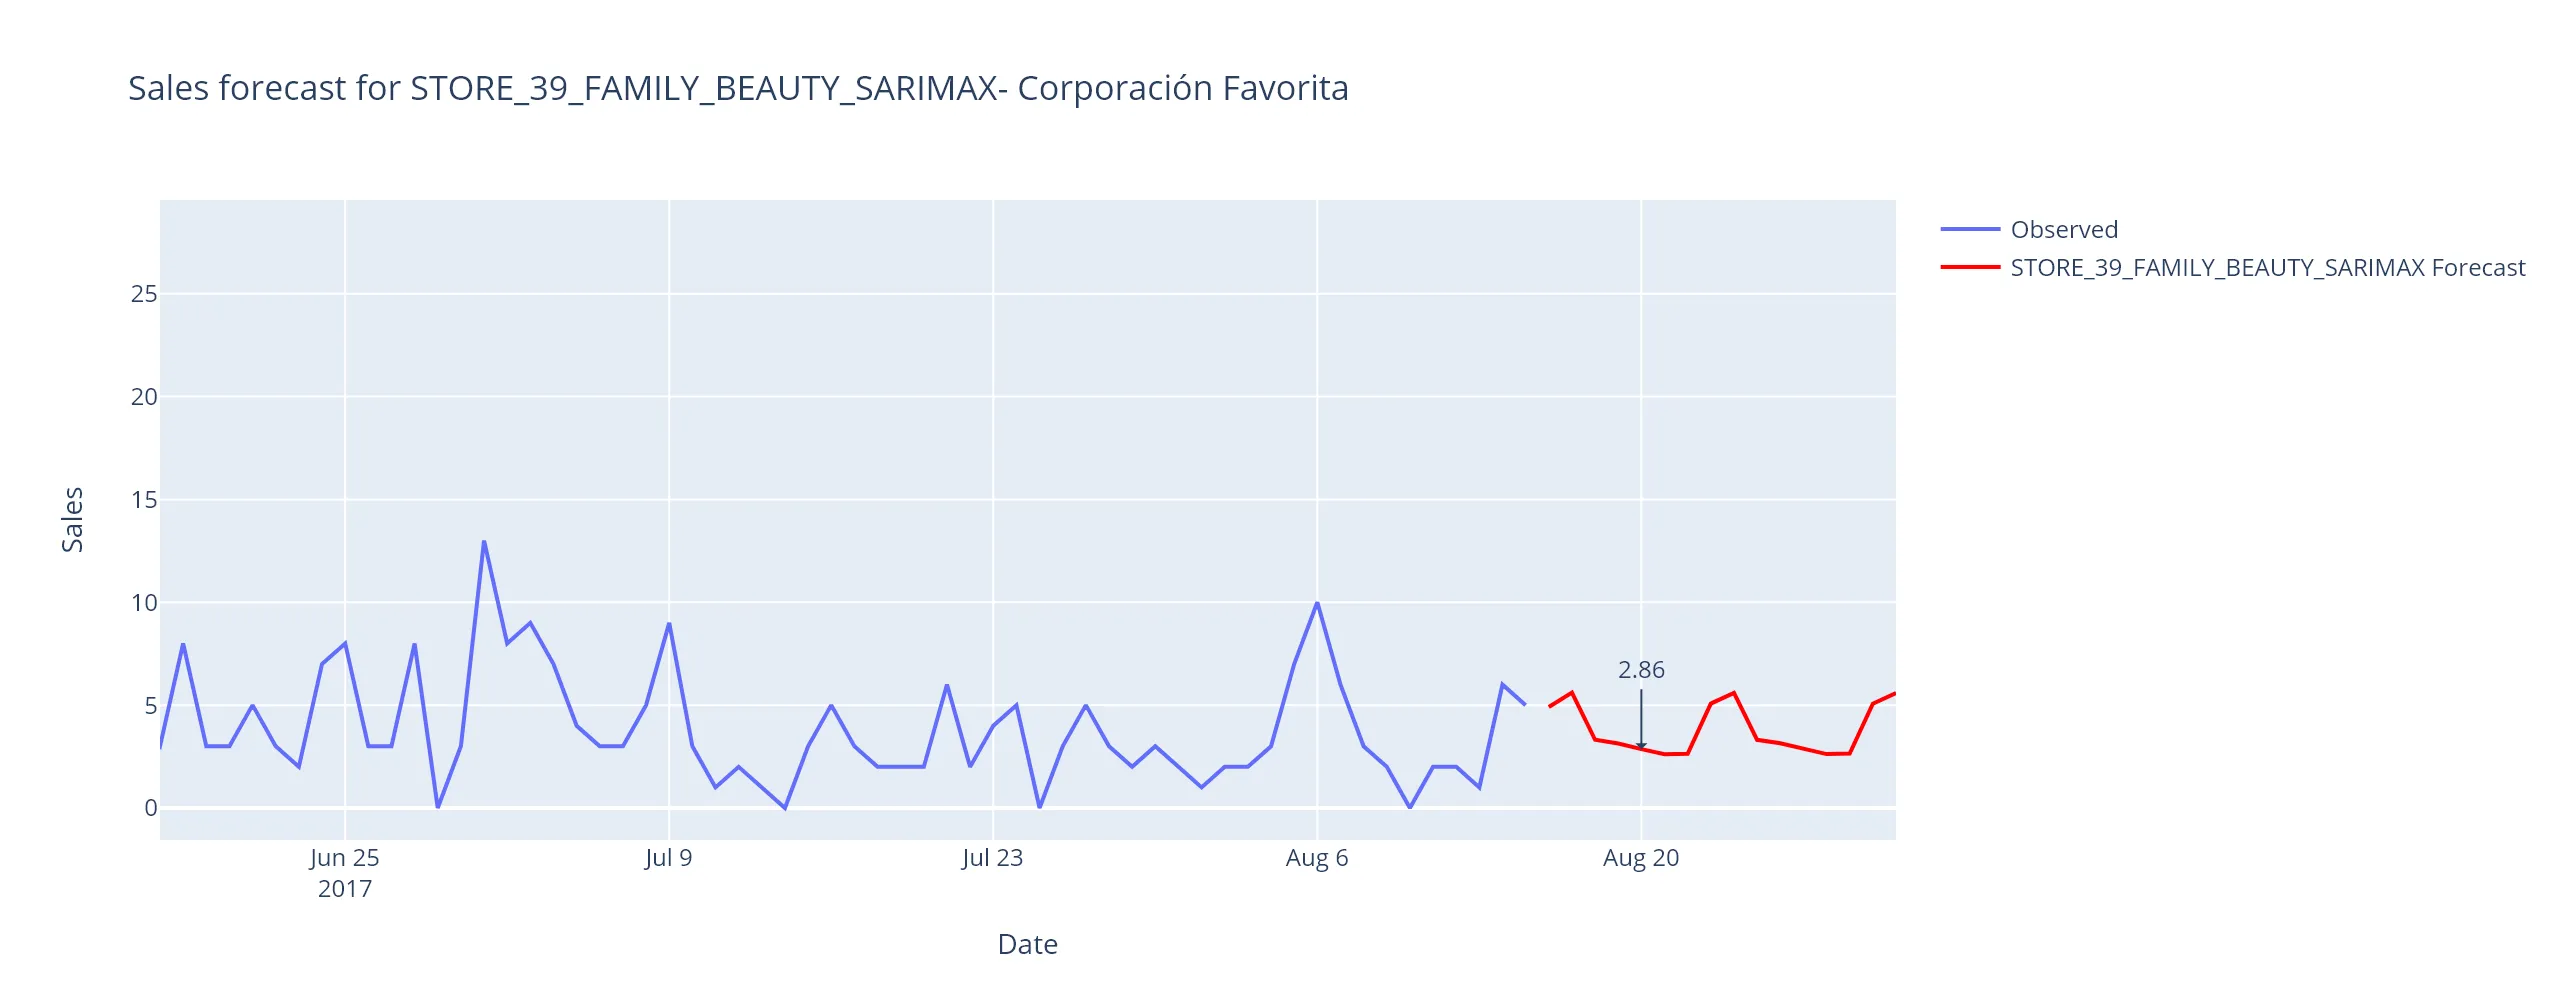 Sales forecast for STORE_39_FAMILY_BEAUTY_SARIMAX- Corporación Favorita
Observed
STORE_39_FAMILY_BEAUTY_SARIMAX Forecast
25
20
15
10
5
0
Sales
2.86
Jun 25
2017
Jul 9
Jul 23
Aug 6
Aug 20
Date